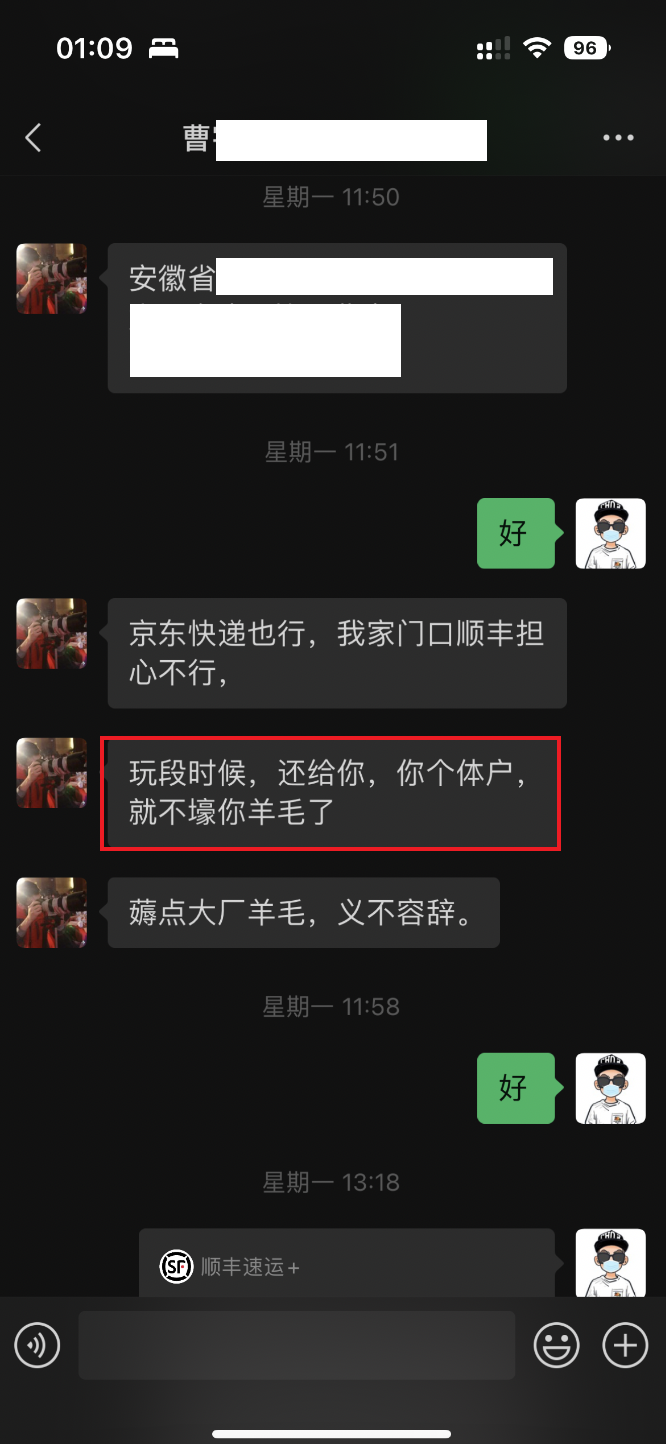 01:09
96
曹
星期一 11:50
安徽省
星期一 11:51
好
京东快递也行，我家门口顺丰担
心不行，
玩段时候，还给你，你个体户，
就不壕你羊毛了
薅点大厂羊毛，义不容辞。
星期一 11:58
好
星期一 13:18
SF 顺丰速运+